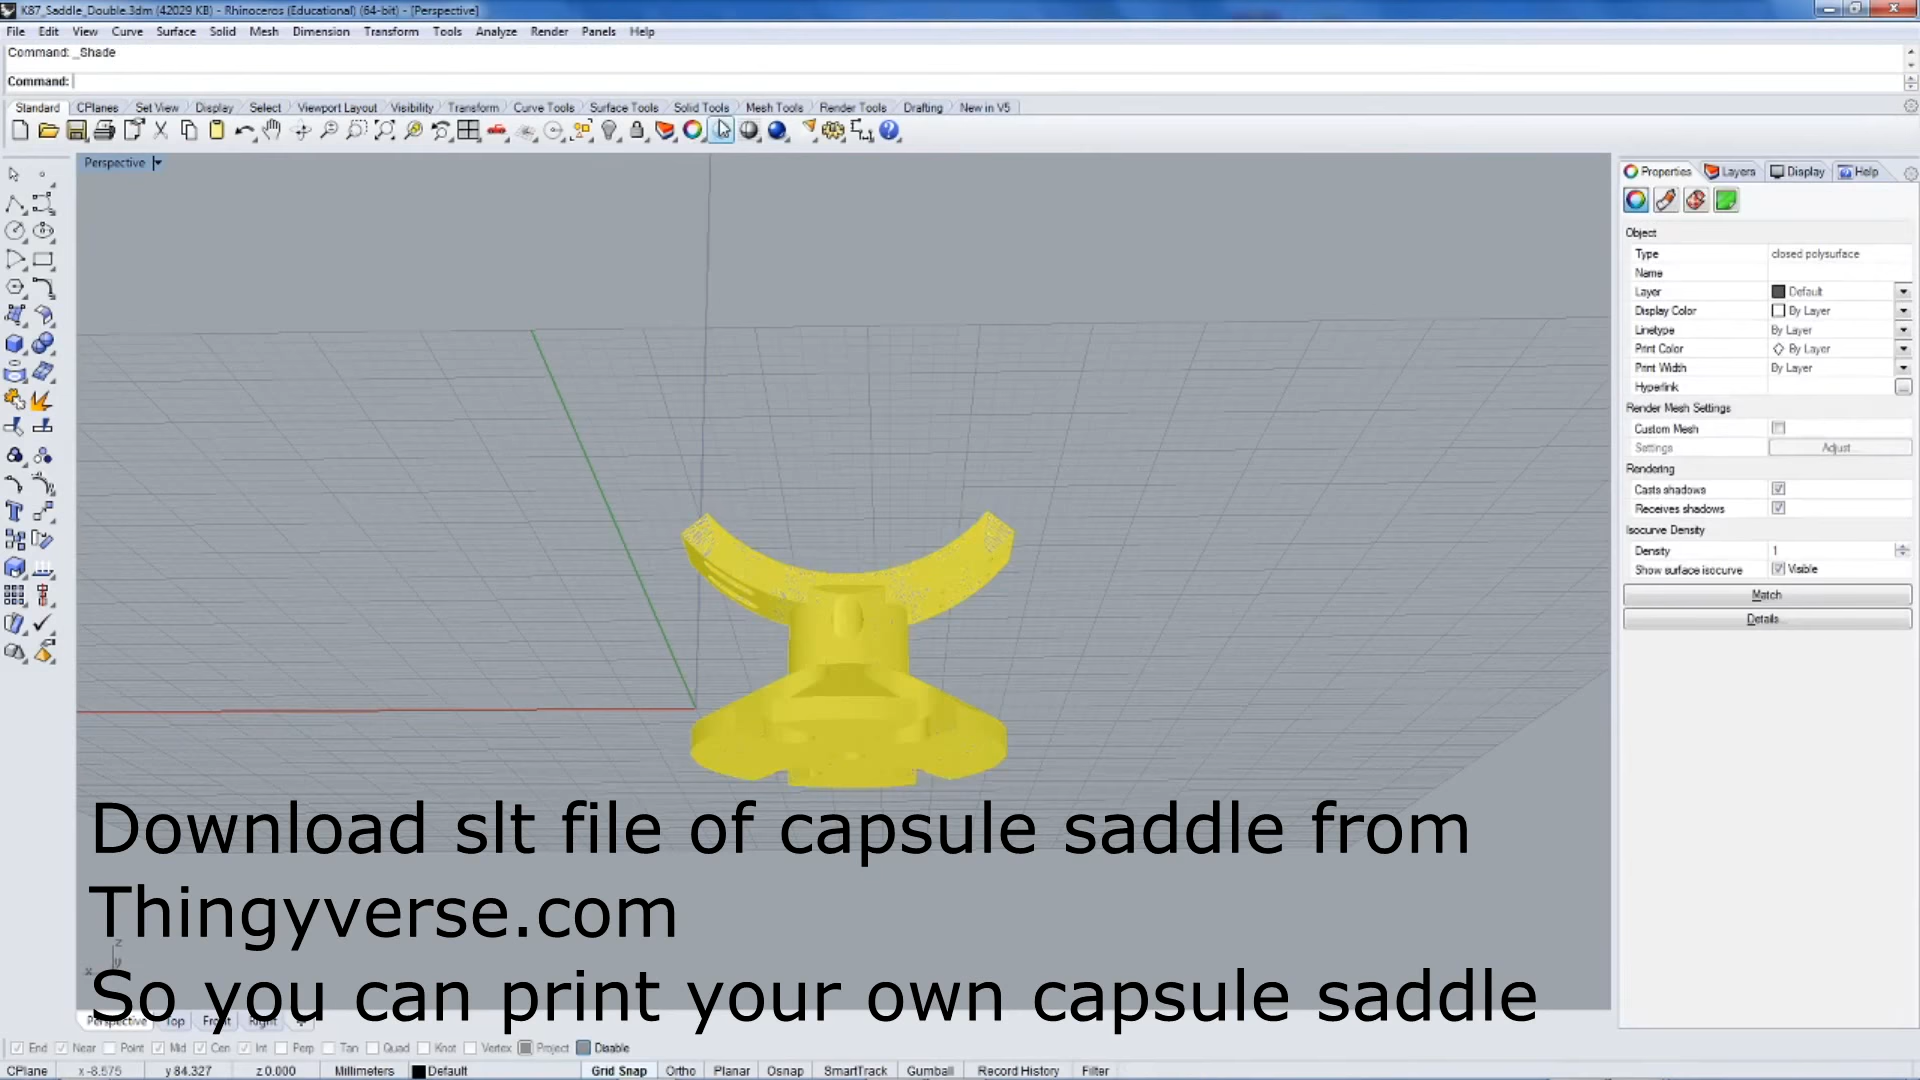 K87_Saddle_Double.3dm (42029 KB) - Rhinoceros (Educational) (64-bit) - [Perspective]
File Edit View Curve Surface Solid Mesh Dimension Transform Tools Analyze Render Panels Help
Command: _Shade
Command:
Standard CPlanes Set View Display Select Viewport Layout Visibility Transform Curve Tools Surface Tools Solid Tools Mesh Tools Render Tools Drafting New in V5
Perspective
Properties Layers Display Help
Object
Type closed polysurface
Name
Layer Default
Display Color By Layer
Linetype By Layer
Print Color By Layer
Print Width By Layer
Hyperlink
Render Mesh Settings
Custom Mesh
Settings Adjust...
Rendering
Casts shadows
Receives shadows
Isocurve Density
Density 1
Show surface isocurve Visible
Match
Details...
Download slt file of capsule saddle from
Thingyverse.com
So you can print your own capsule saddle
z
y
x
Perspective Top Front Right
End Near Point Mid Cen Int Perp Tan Quad Knot Vertex Project Disable
CPlane x -8.575 y 84.327 z 0.000 Millimeters Default Grid Snap Ortho Planar Osnap SmartTrack Gumball Record History Filter